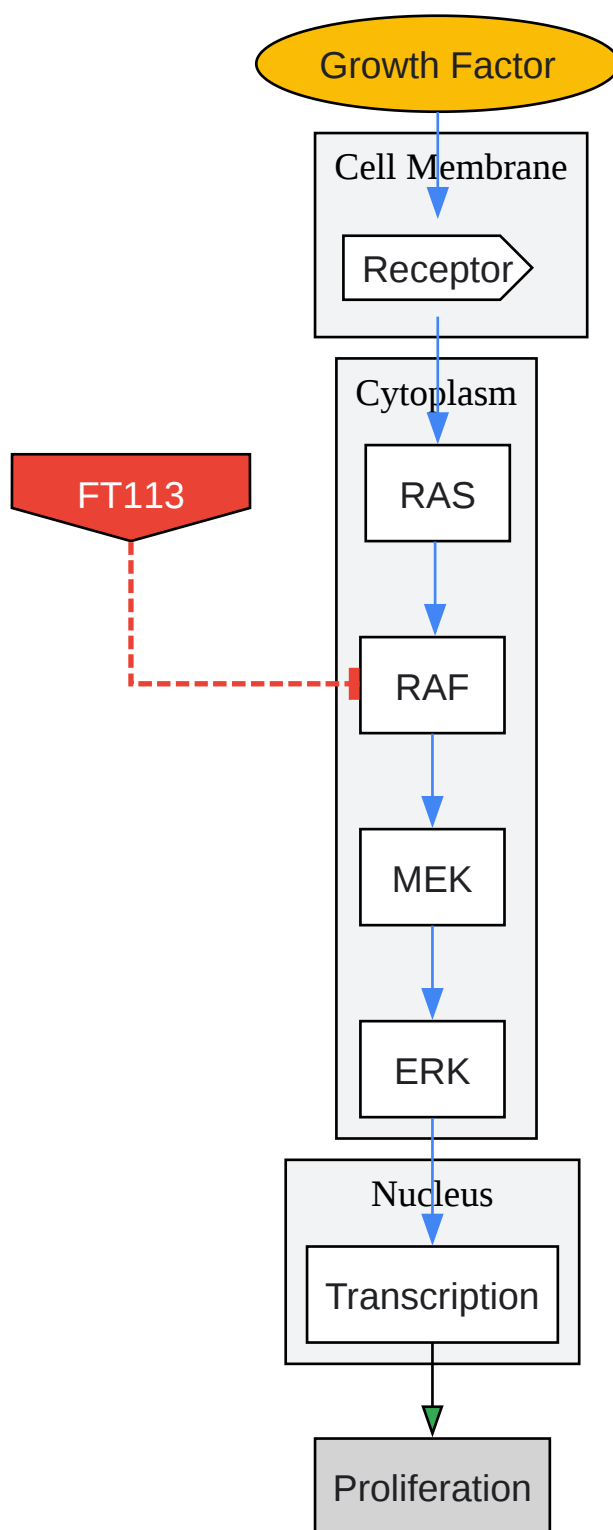 Growth Factor
Cell Membrane
Receptor
Cytoplasm
RAS
FT113
RAF
MEK
ERK
Nucleus
Transcription
Proliferation